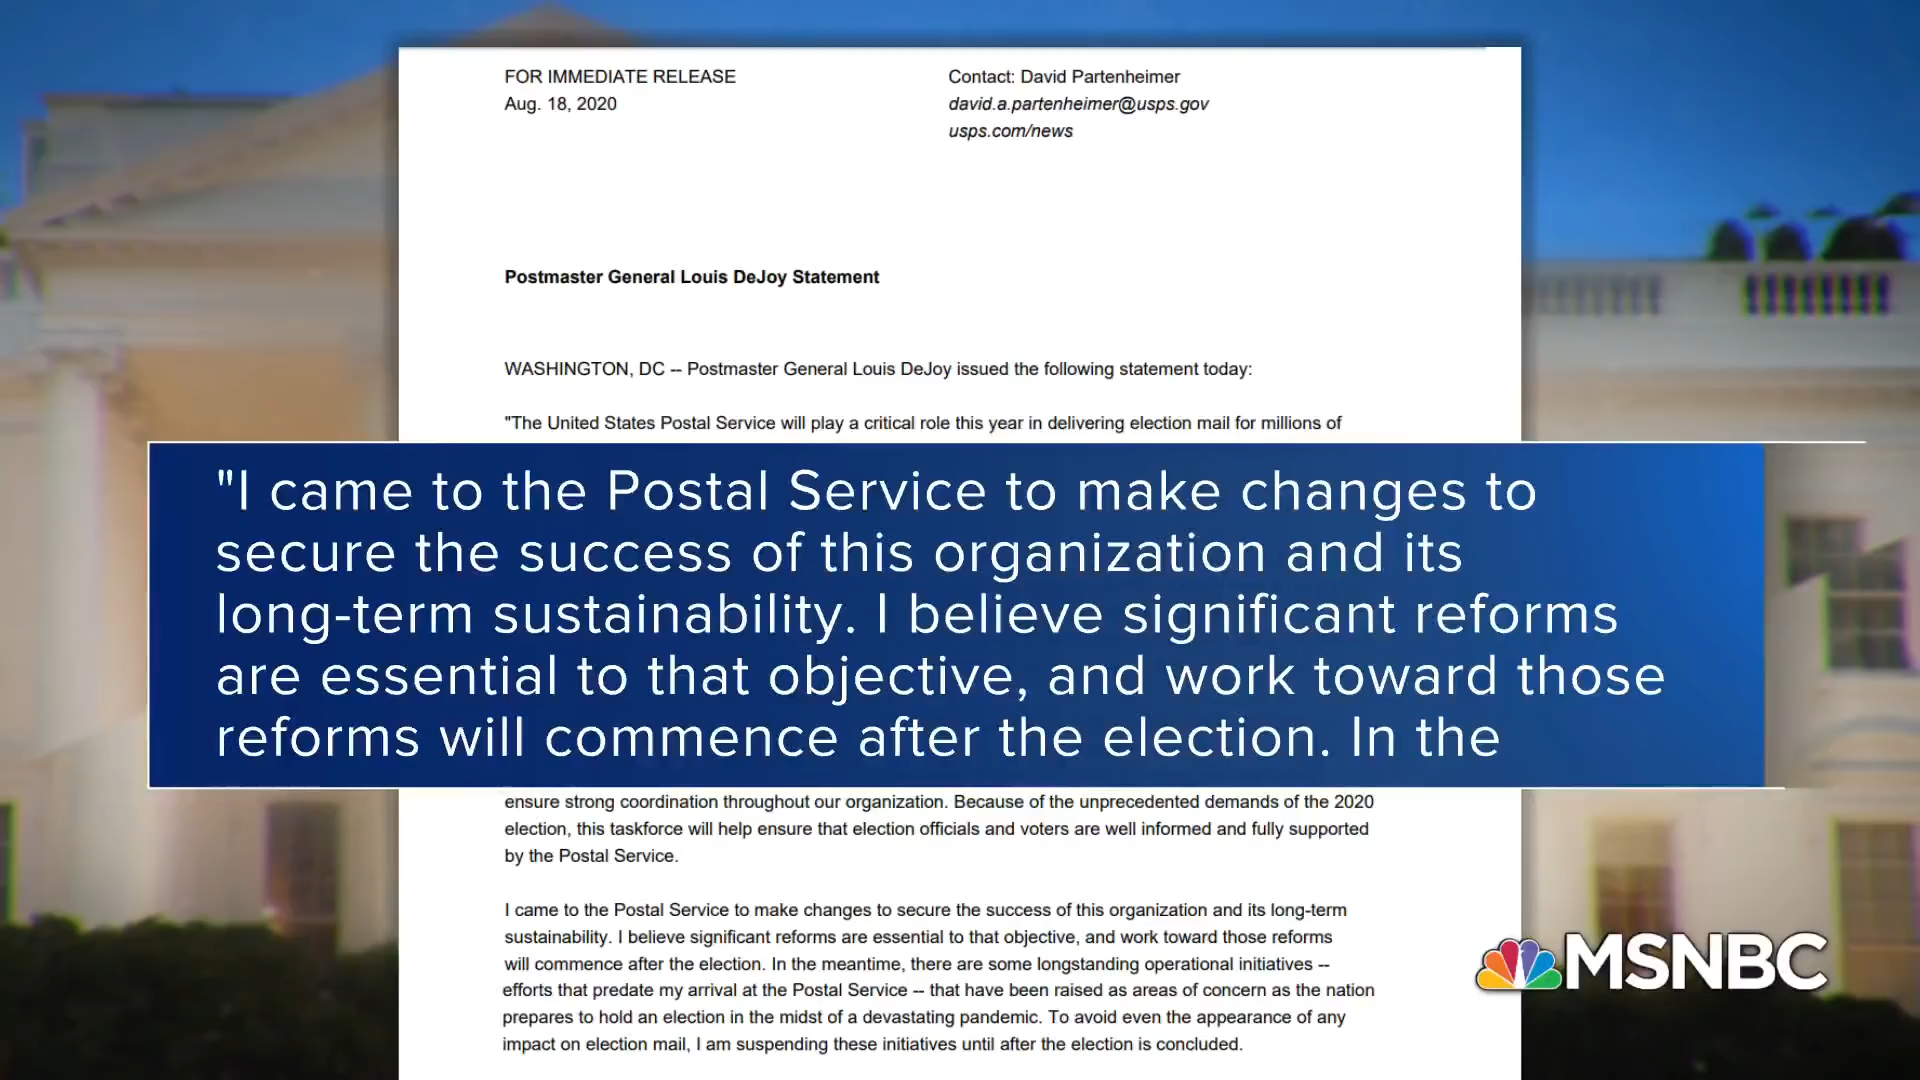 FOR IMMEDIATE RELEASE
Aug. 18, 2020
Contact: David Partenheimer
david.a.partenheimer@usps.gov
usps.com/news
Postmaster General Louis DeJoy Statement
WASHINGTON, DC -- Postmaster General Louis DeJoy issued the following statement today:
"The United States Postal Service will play a critical role this year in delivering election mail for millions of
"I came to the Postal Service to make changes to
secure the success of this organization and its
long-term sustainability. I believe significant reforms
are essential to that objective, and work toward those
reforms will commence after the election. In the
ensure strong coordination throughout our organization. Because of the unprecedented demands of the 2020
election, this taskforce will help ensure that election officials and voters are well informed and fully supported
by the Postal Service.
I came to the Postal Service to make changes to secure the success of this organization and its long-term
sustainability. I believe significant reforms are essential to that objective, and work toward those reforms
will commence after the election. In the meantime, there are some longstanding operational initiatives --
efforts that predate my arrival at the Postal Service -- that have been raised as areas of concern as the nation
prepares to hold an election in the midst of a devastating pandemic. To avoid even the appearance of any
impact on election mail, I am suspending these initiatives until after the election is concluded.
MSNBC